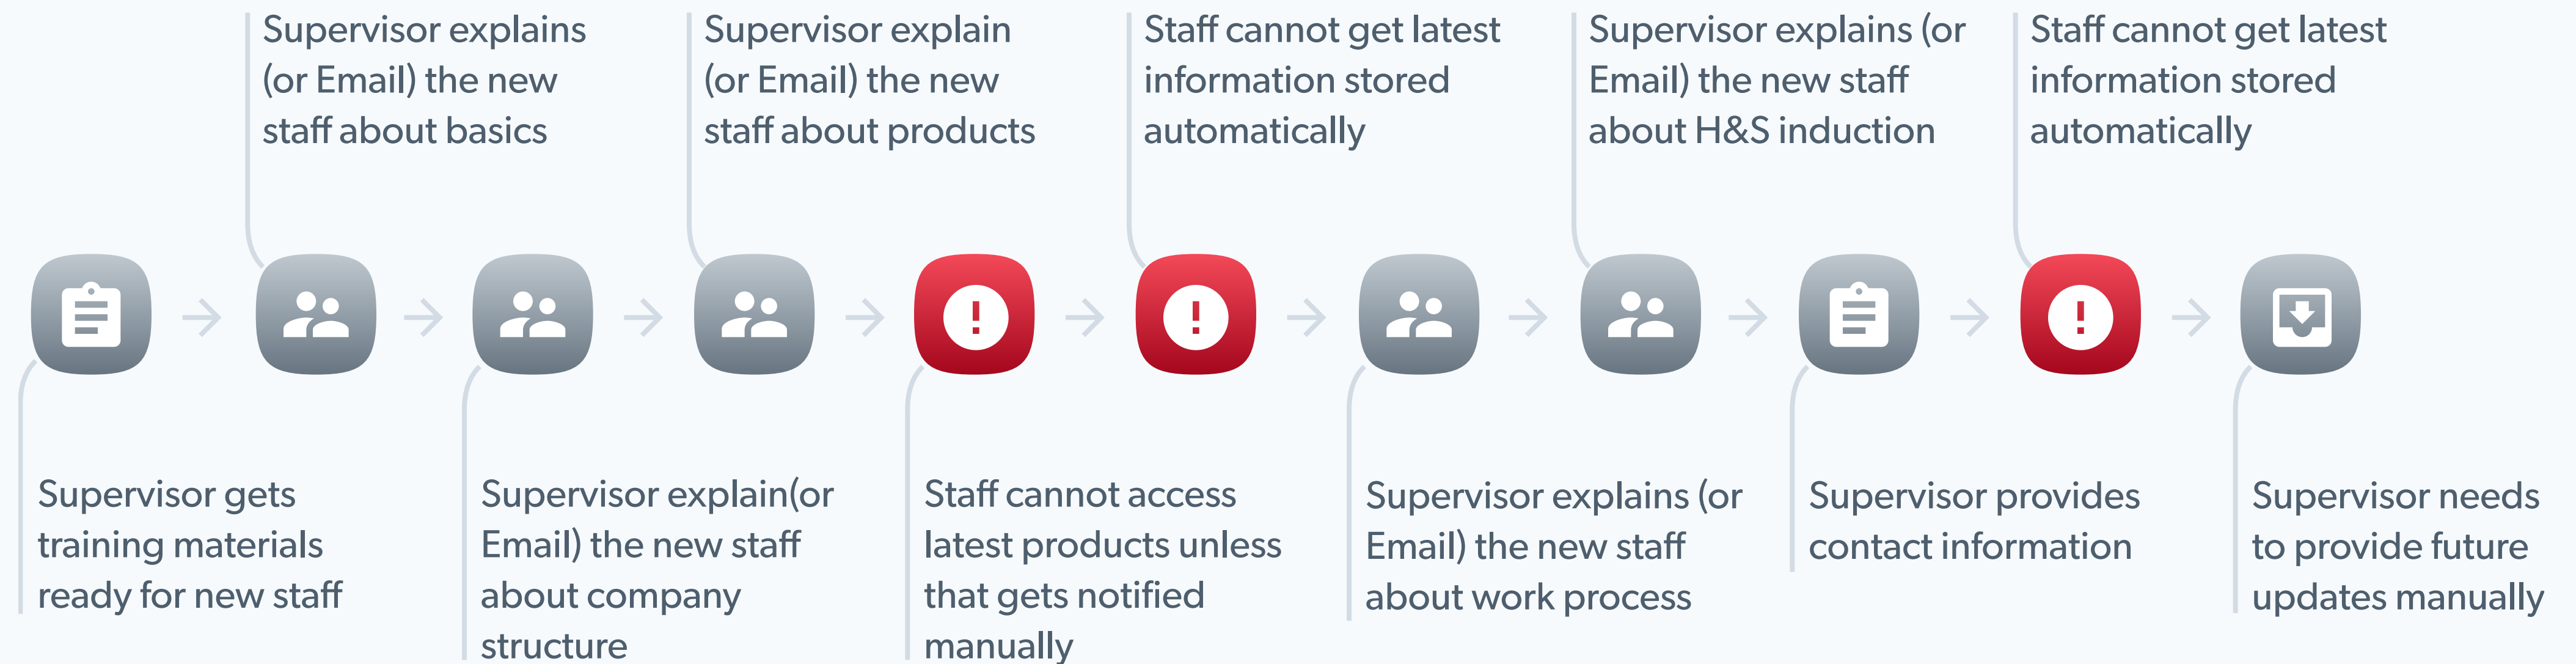 Supervisor explains
(or Email) the new
staff about basics
Supervisor explain
(or Email) the new
staff about products
Staff cannot get latest
information stored
automatically
Supervisor explains (or
Email) the new staff
about H&S induction
Staff cannot get latest
information stored
automatically
Supervisor gets
training materials
ready for new staff
Supervisor explain(or
Email) the new staff
about company
structure
Staff cannot access
latest products unless
that gets notified
manually
Supervisor explains (or
Email) the new staff
about work process
Supervisor provides
contact information
Supervisor needs
to provide future
updates manually